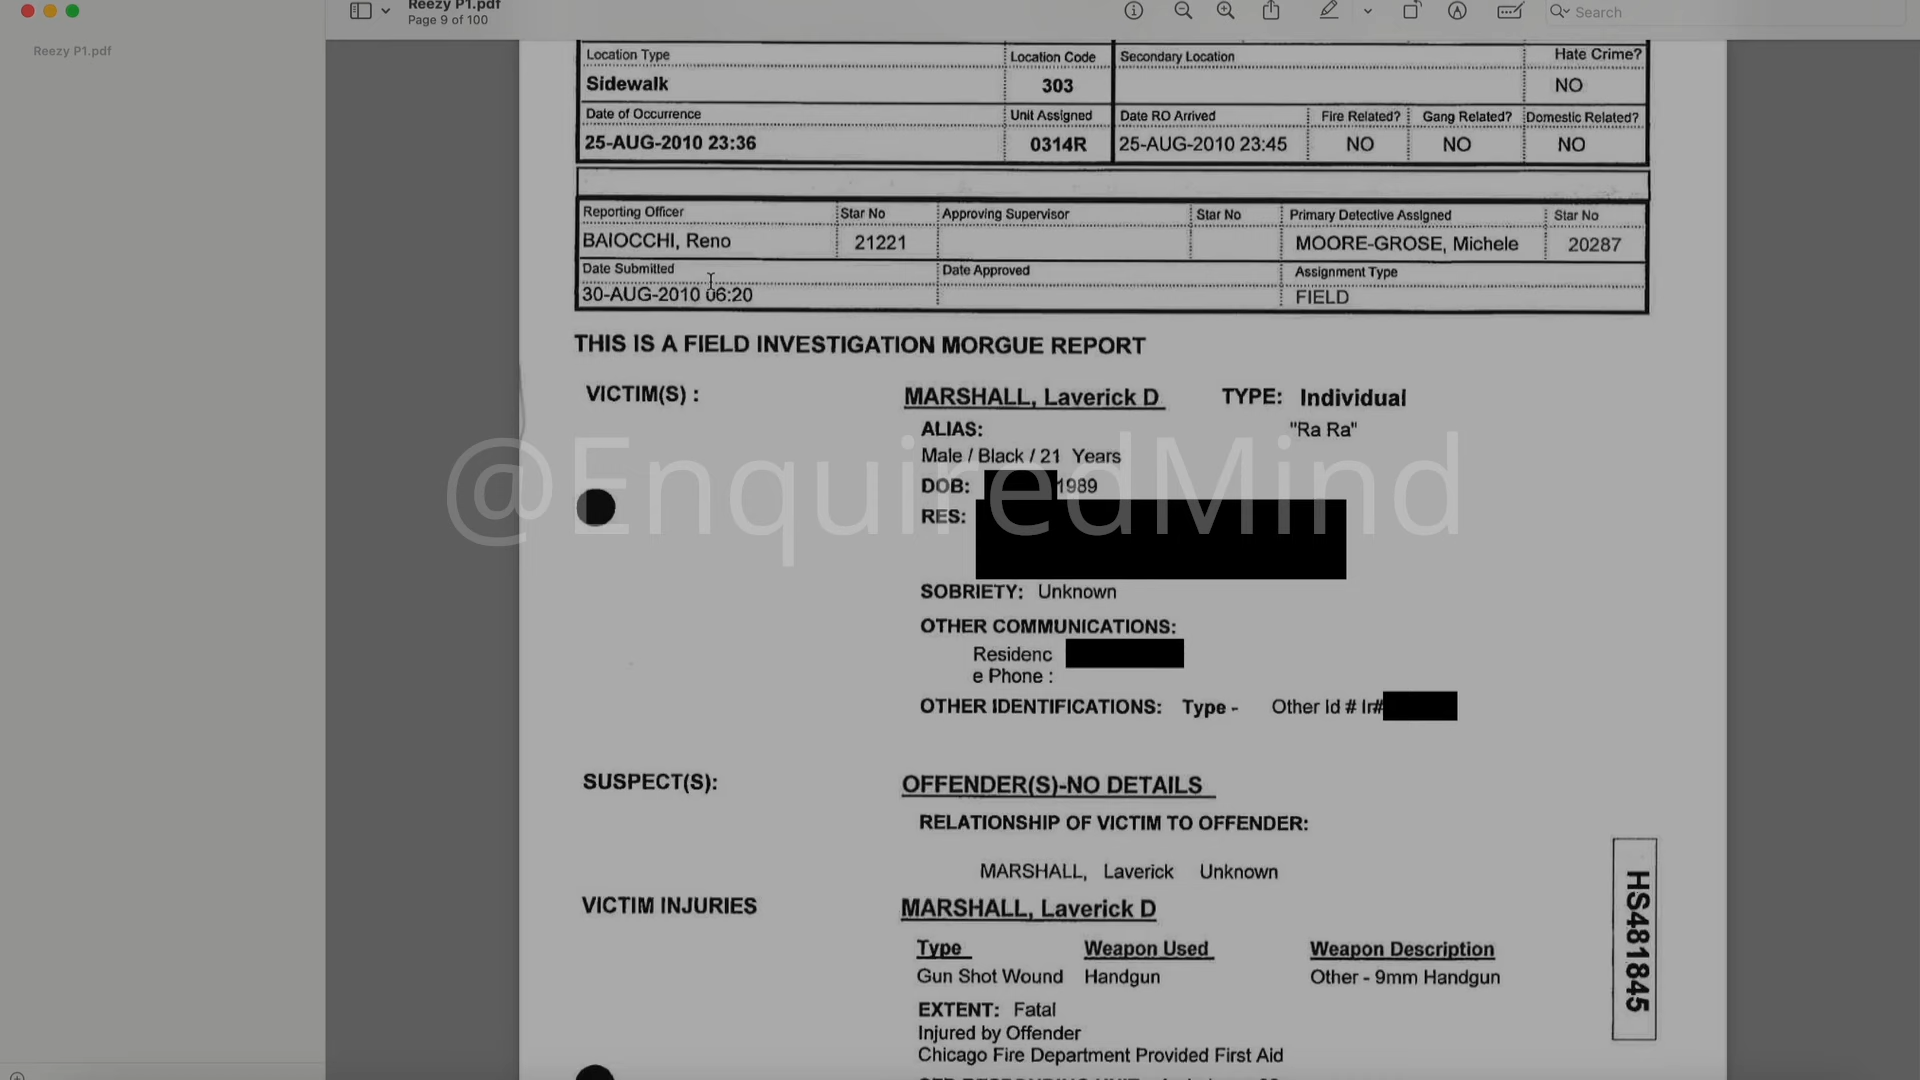 Reezy P1.pdf
Page 9 of 100
Search
Reezy P1.pdf
Location Type Location Code Secondary Location Hate Crime?
Sidewalk 303 NO
Date of Occurrence Unit Assigned Date RO Arrived Fire Related? Gang Related? Domestic Related?
25-AUG-2010 23:36 0314R 25-AUG-2010 23:45 NO NO NO
Reporting Officer Star No Approving Supervisor Star No Primary Detective Assigned Star No
BAIOCCHI, Reno 21221 MOORE-GROSE, Michele 20287
Date Submitted Date Approved Assignment Type
30-AUG-2010 06:20 FIELD
THIS IS A FIELD INVESTIGATION MORGUE REPORT
VICTIM(S) : MARSHALL, Laverick D TYPE: Individual
ALIAS: "Ra Ra"
Male / Black / 21 Years
DOB: 1989
@EnquiredMind
RES:
SOBRIETY: Unknown
OTHER COMMUNICATIONS:
Residenc
e Phone :
OTHER IDENTIFICATIONS: Type - Other Id # Ir#
SUSPECT(S): OFFENDER(S)-NO DETAILS
RELATIONSHIP OF VICTIM TO OFFENDER:
MARSHALL, Laverick Unknown
VICTIM INJURIES MARSHALL, Laverick D
Type Weapon Used Weapon Description
Gun Shot Wound Handgun Other - 9mm Handgun
EXTENT: Fatal
Injured by Offender
Chicago Fire Department Provided First Aid
HS481845